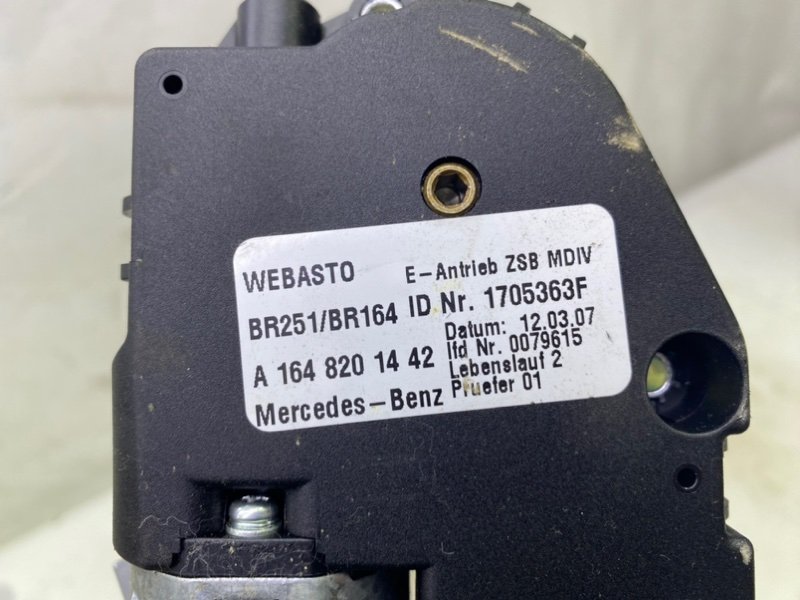 WEBASTO E-Antrieb ZSB MDIV
BR251/BR164 ID Nr. 1705363F
Datum: 12.03.07
A 164 820 14 42 lfd Nr. 0079615
Lebenslauf 2
Mercedes-Benz Pruefer 01